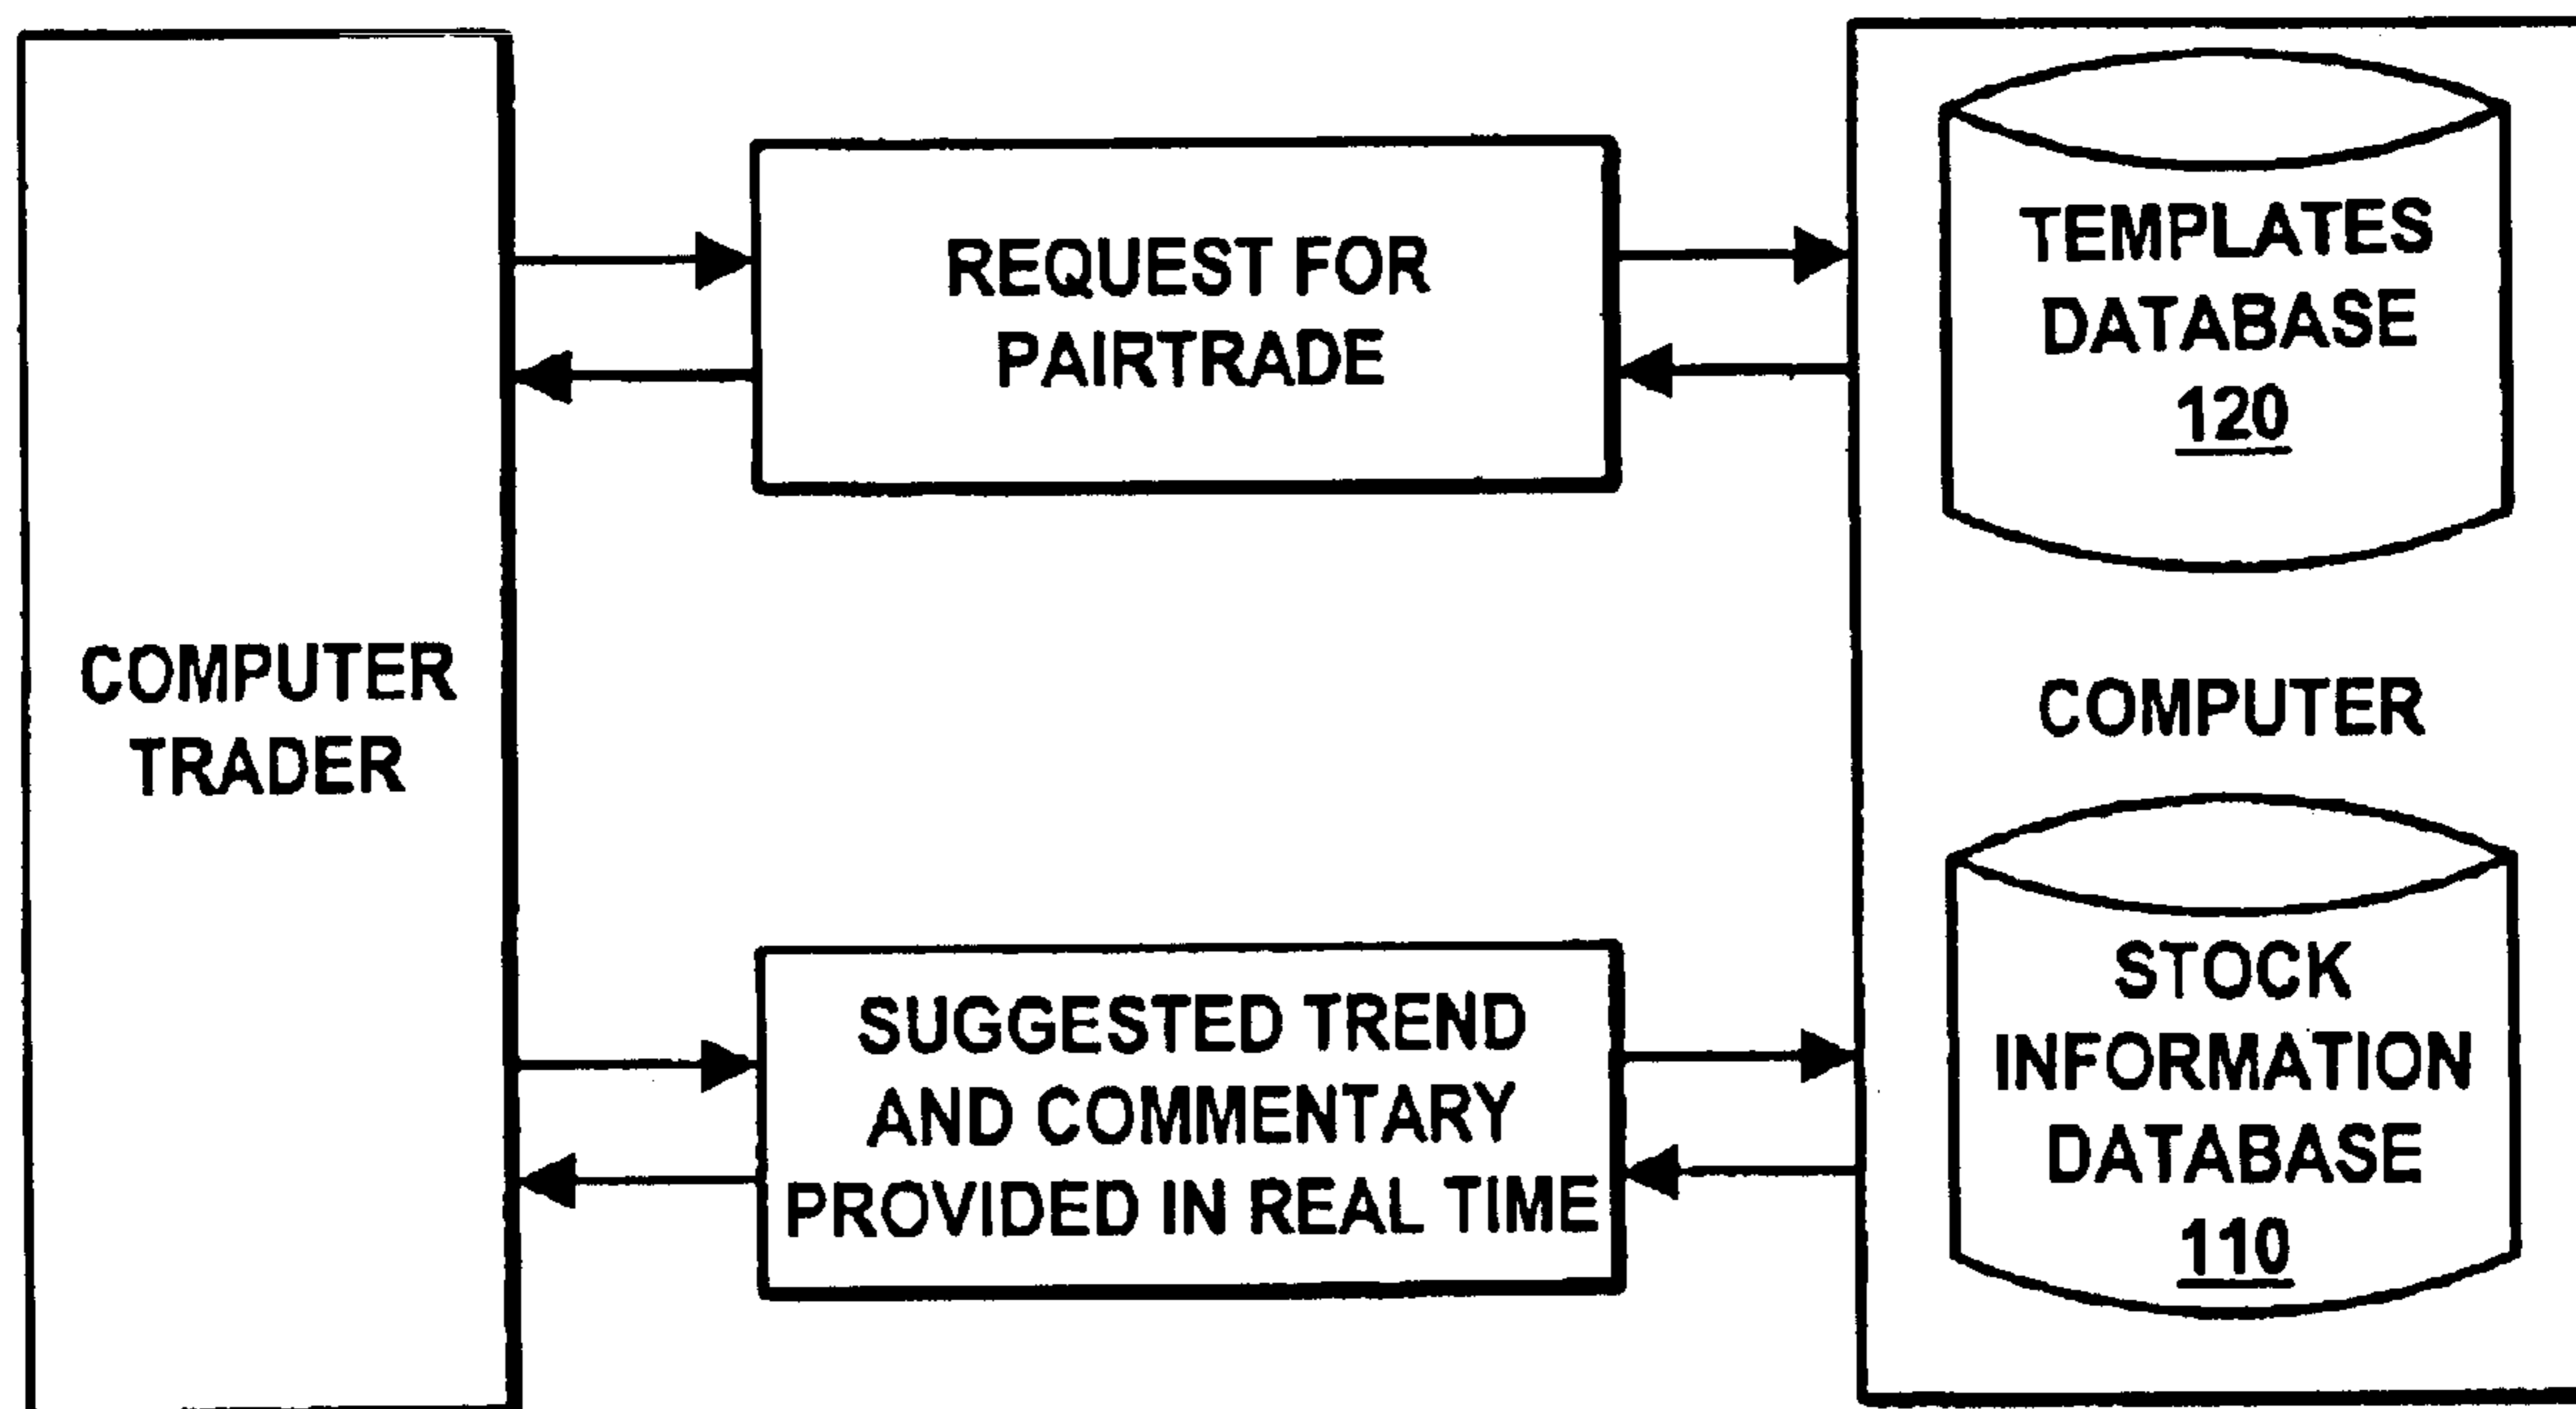 COMPUTER
TRADER
REQUEST FOR
PAIRTRADE
SUGGESTED TREND
AND COMMENTARY
PROVIDED IN REAL TIME
TEMPLATES
DATABASE
120
COMPUTER
STOCK
INFORMATION
DATABASE
110